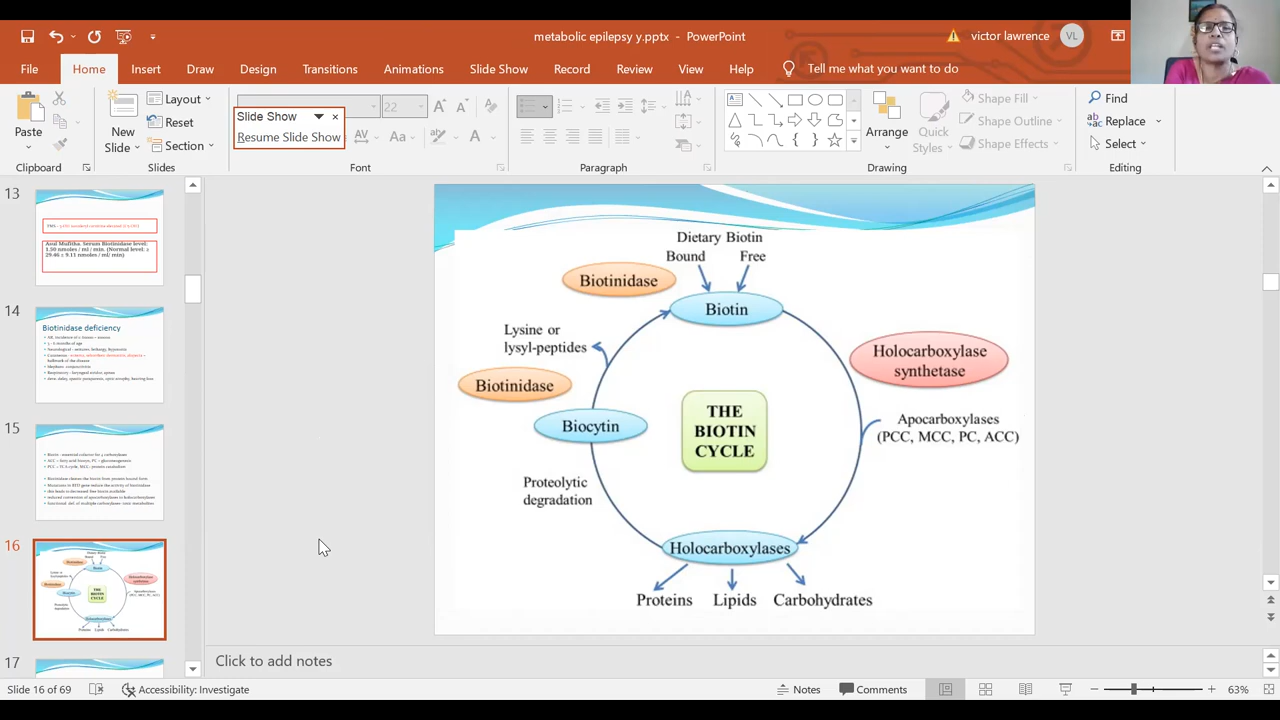 metabolic epilepsy y.pptx - PowerPoint
victor lawrence
VL
File
Home
Insert
Draw
Design
Transitions
Animations
Slide Show
Record
Review
View
Help
Tell me what you want to do
Paste
New
Slide
Layout
Reset
Section
Slide Show
Resume Slide Show
22
Aa
A
Arrange
Quick
Styles
Shape Fill
Shape Outline
Shape Effects
Find
Replace
Select
Clipboard
Slides
Font
Paragraph
Drawing
Editing
13
14
Biotinidase deficiency
15
16
17
Dietary Biotin
Bound
Free
Biotinidase
Biotin
Lysine or
lysyl-peptides
Holocarboxylase
synthetase
Biotinidase
Biocytin
THE
BIOTIN
CYCLE
Apocarboxylases
(PCC, MCC, PC, ACC)
Proteolytic
degradation
Holocarboxylases
Proteins
Lipids
Carbohydrates
Click to add notes
Slide 16 of 69
Accessibility: Investigate
Notes
Comments
63%